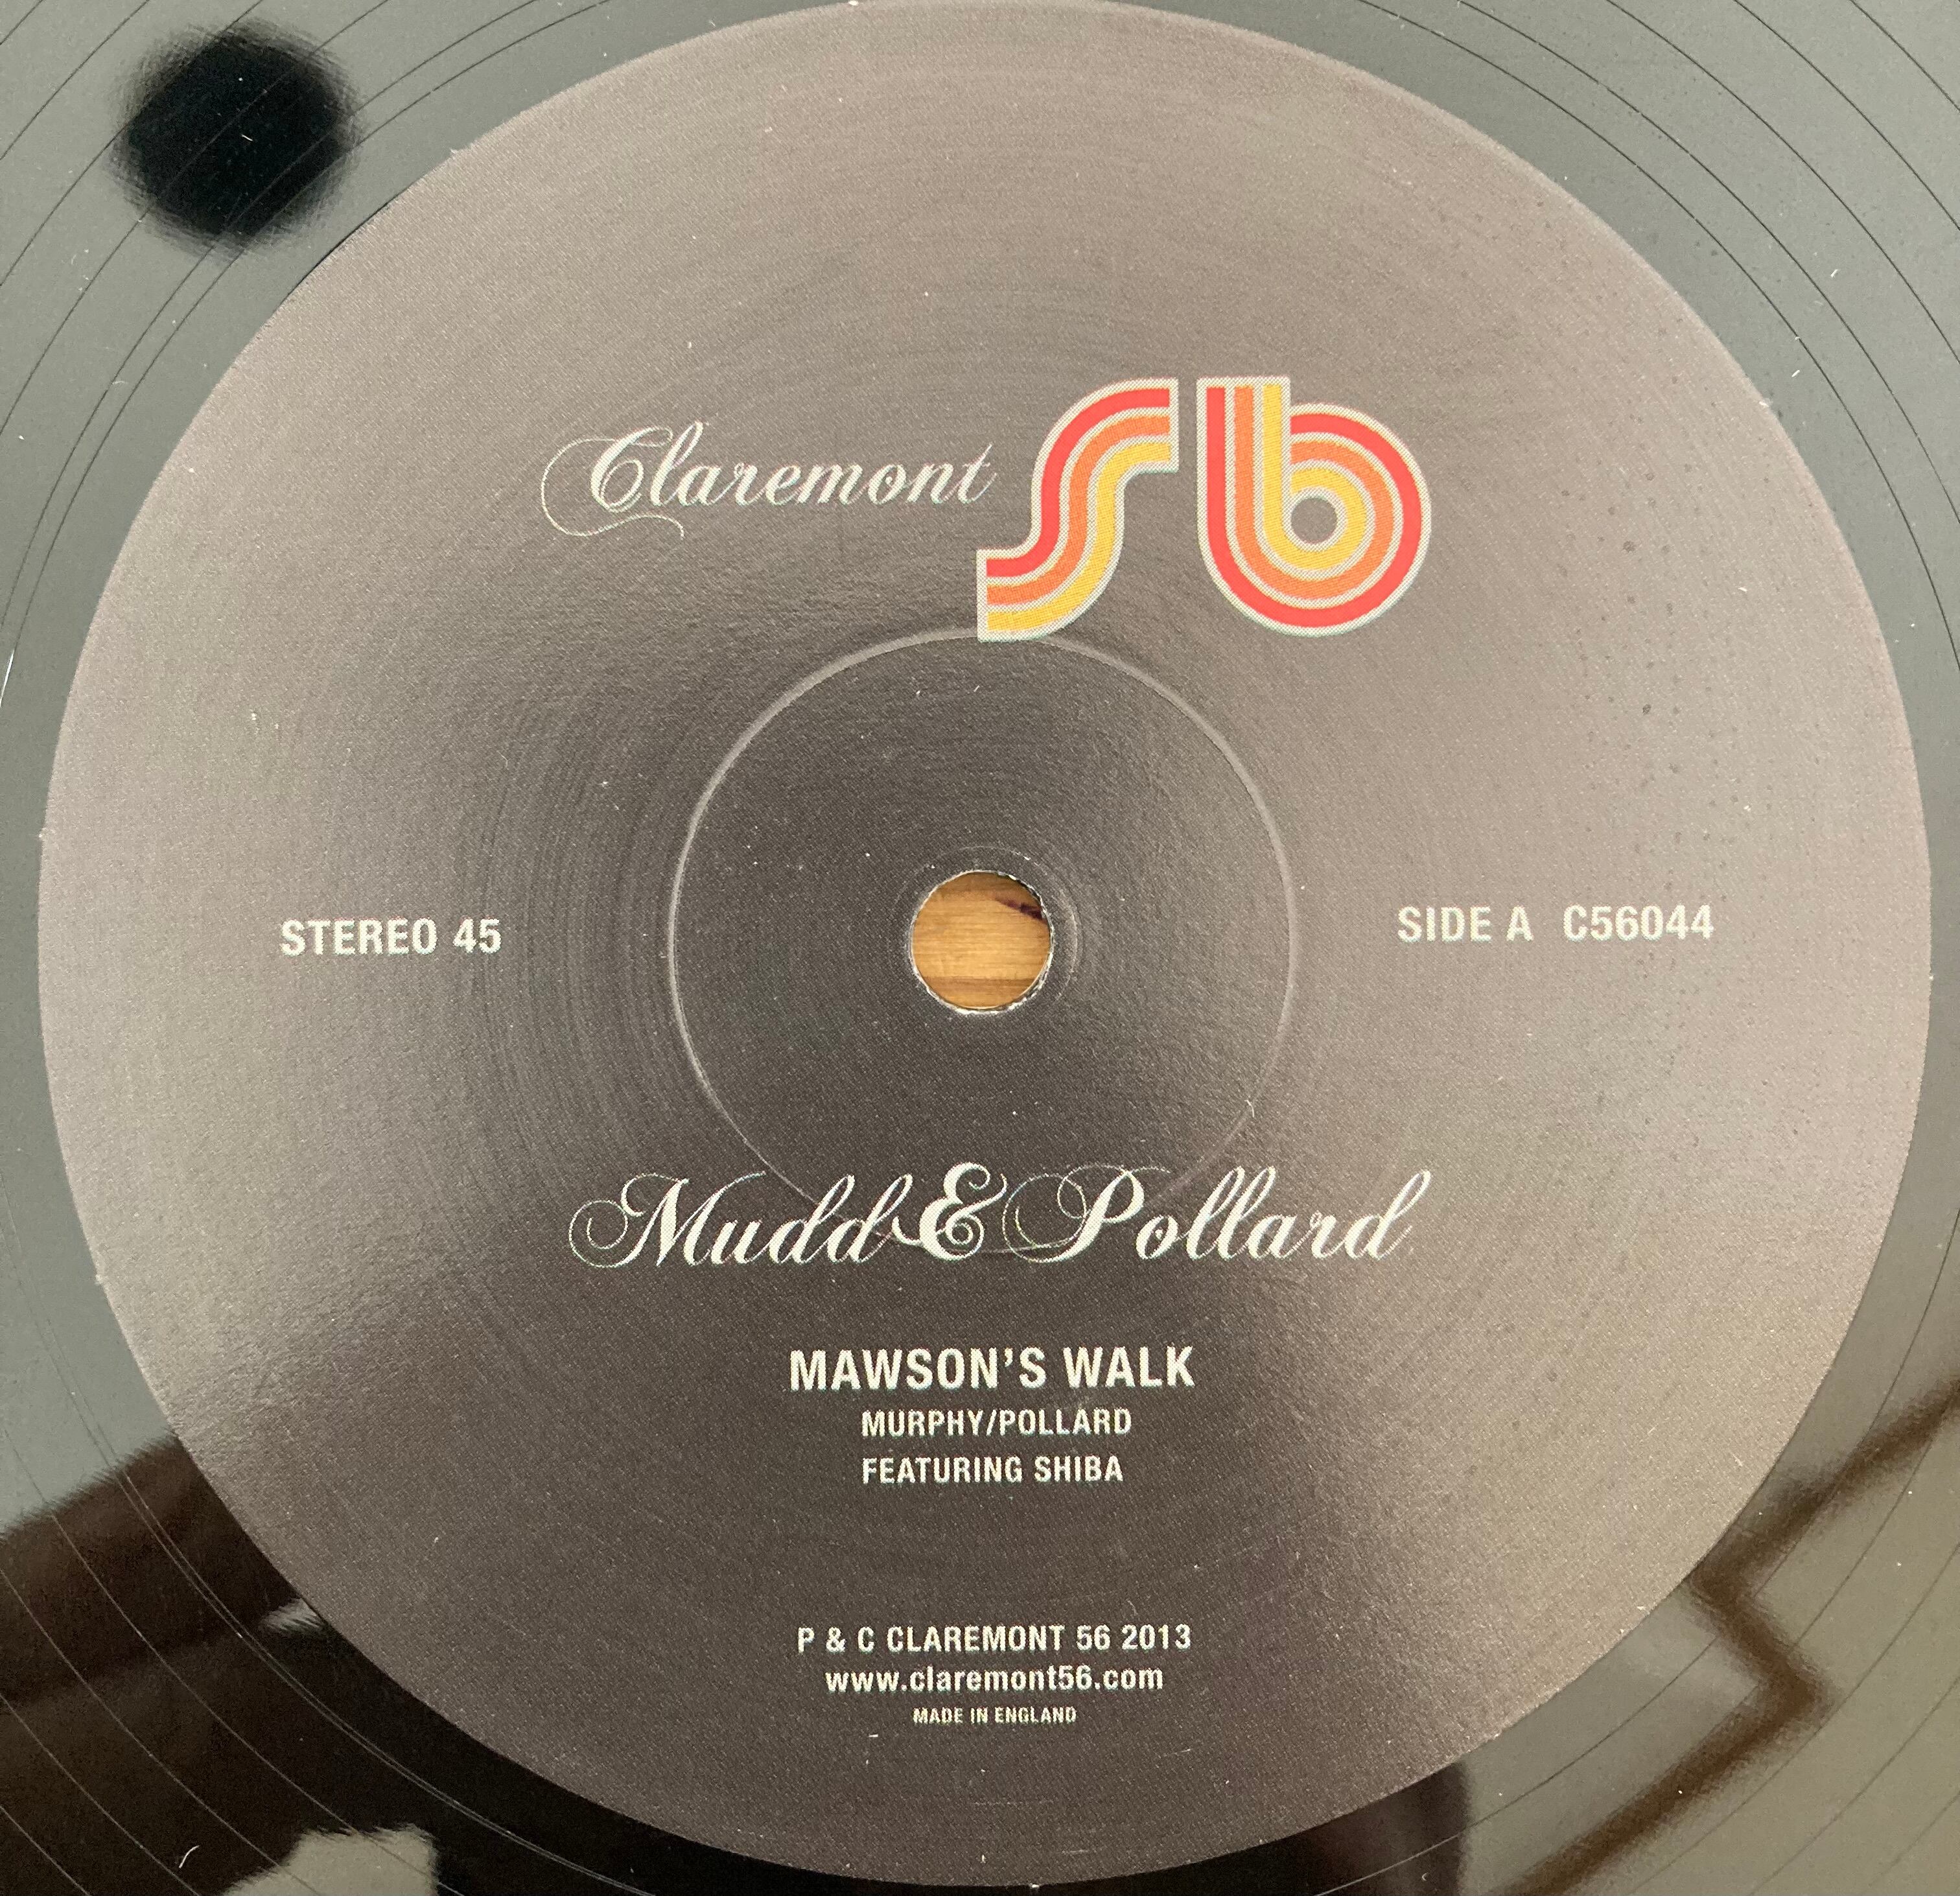 Claremont 56
STEREO 45
SIDE A C56044
Mudd & Pollard
MAWSON'S WALK
MURPHY/POLLARD
FEATURING SHIBA
P & C CLAREMONT 56 2013
www.claremont56.com
MADE IN ENGLAND